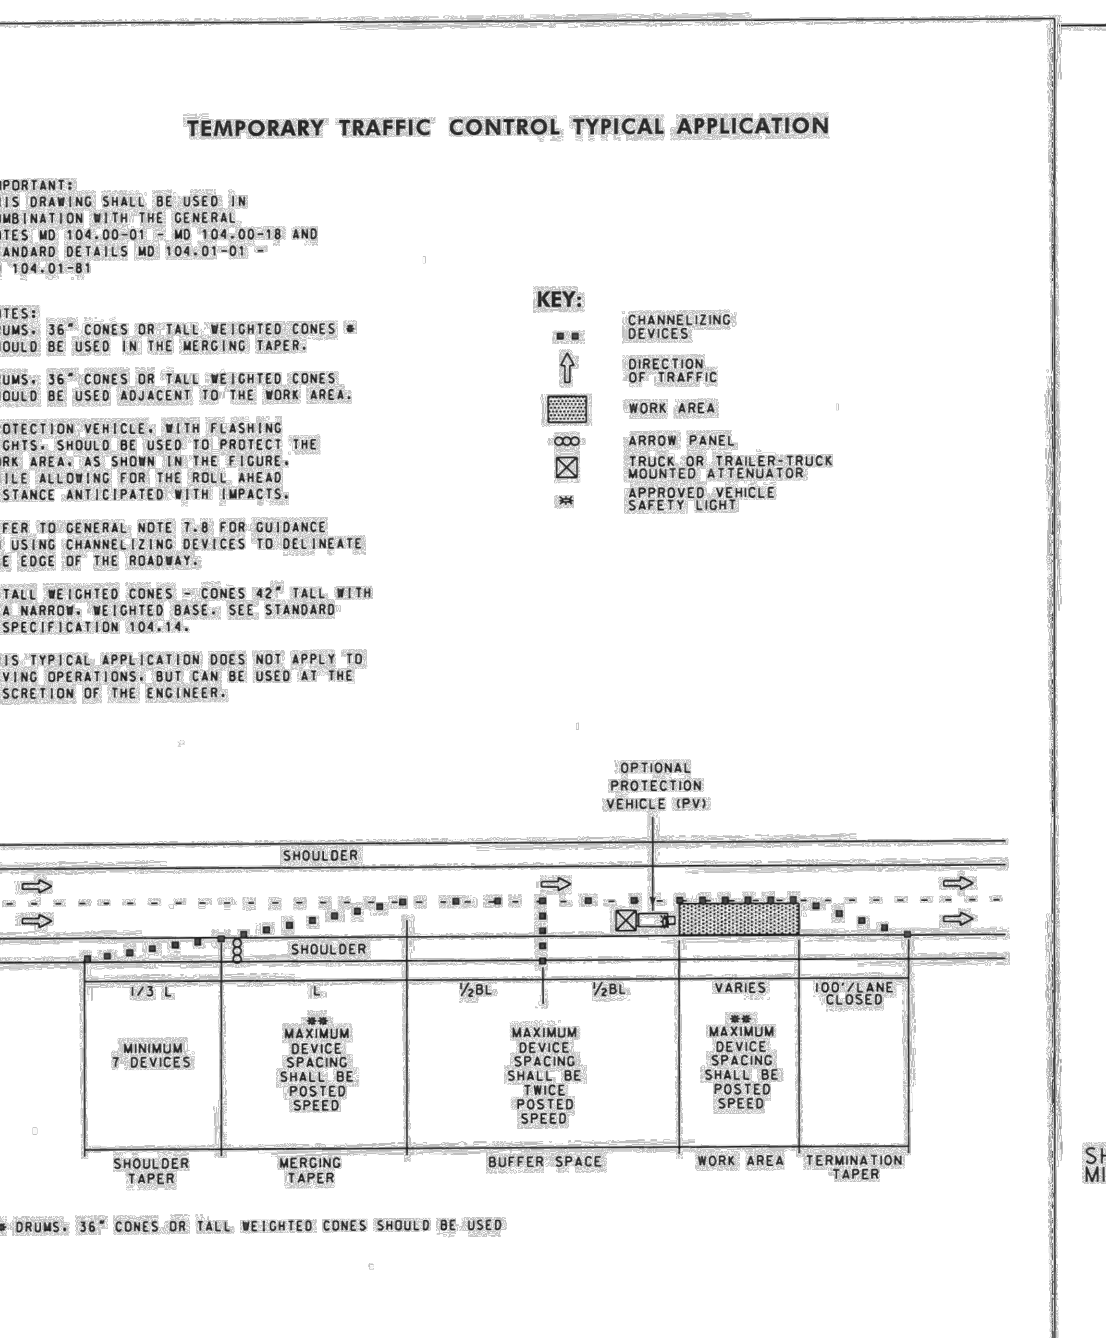 TEMPORARY TRAFFIC CONTROL TYPICAL APPLICATION
MPORTANT:
IS DRAWING SHALL BE USED IN
MBINATION WITH THE GENERAL
TES MD 104.00-01 - MD 104.00-18 AND
ANDARD DETAILS MD 104.01-01 -
104.01-81
TES:
UMS, 36" CONES OR TALL WEIGHTED CONES *
OULD BE USED IN THE MERGING TAPER.
UMS, 36" CONES OR TALL WEIGHTED CONES
OULD BE USED ADJACENT TO THE WORK AREA.
OTECTION VEHICLE, WITH FLASHING
GHTS, SHOULD BE USED TO PROTECT THE
RK AREA, AS SHOWN IN THE FIGURE,
ILE ALLOWING FOR THE ROLL AHEAD
STANCE ANTICIPATED WITH IMPACTS.
FER TO GENERAL NOTE 7.8 FOR GUIDANCE
USING CHANNELIZING DEVICES TO DELINEATE
E EDGE OF THE ROADWAY.
TALL WEIGHTED CONES - CONES 42" TALL WITH
A NARROW, WEIGHTED BASE. SEE STANDARD
SPECIFICATION 104.14.
IS TYPICAL APPLICATION DOES NOT APPLY TO
VING OPERATIONS, BUT CAN BE USED AT THE
SCRETION OF THE ENGINEER.
KEY:
CHANNELIZING
DEVICES
DIRECTION
OF TRAFFIC
WORK AREA
ARROW PANEL
TRUCK OR TRAILER-TRUCK
MOUNTED ATTENUATOR
APPROVED VEHICLE
SAFETY LIGHT
OPTIONAL
PROTECTION
VEHICLE (PV)
SHOULDER
SHOULDER
1/3 L
L
½BL
½BL
VARIES
100'/LANE
CLOSED
MINIMUM
7 DEVICES
**
MAXIMUM
DEVICE
SPACING
SHALL BE
POSTED
SPEED
MAXIMUM
DEVICE
SPACING
SHALL BE
TWICE
POSTED
SPEED
**
MAXIMUM
DEVICE
SPACING
SHALL BE
POSTED
SPEED
SHOULDER
TAPER
MERGING
TAPER
BUFFER SPACE
WORK AREA
TERMINATION
TAPER
* DRUMS, 36" CONES OR TALL WEIGHTED CONES SHOULD BE USED
SH
MI